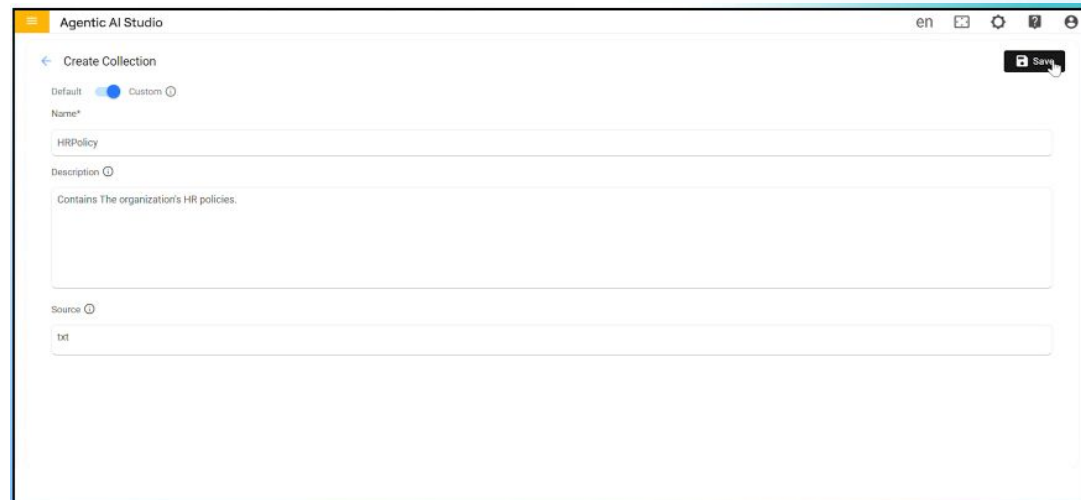 Agentic AI Studio en
Create Collection Save
Default Custom
Name*
HRPolicy
Description
Contains The organization's HR policies.
Source
txt